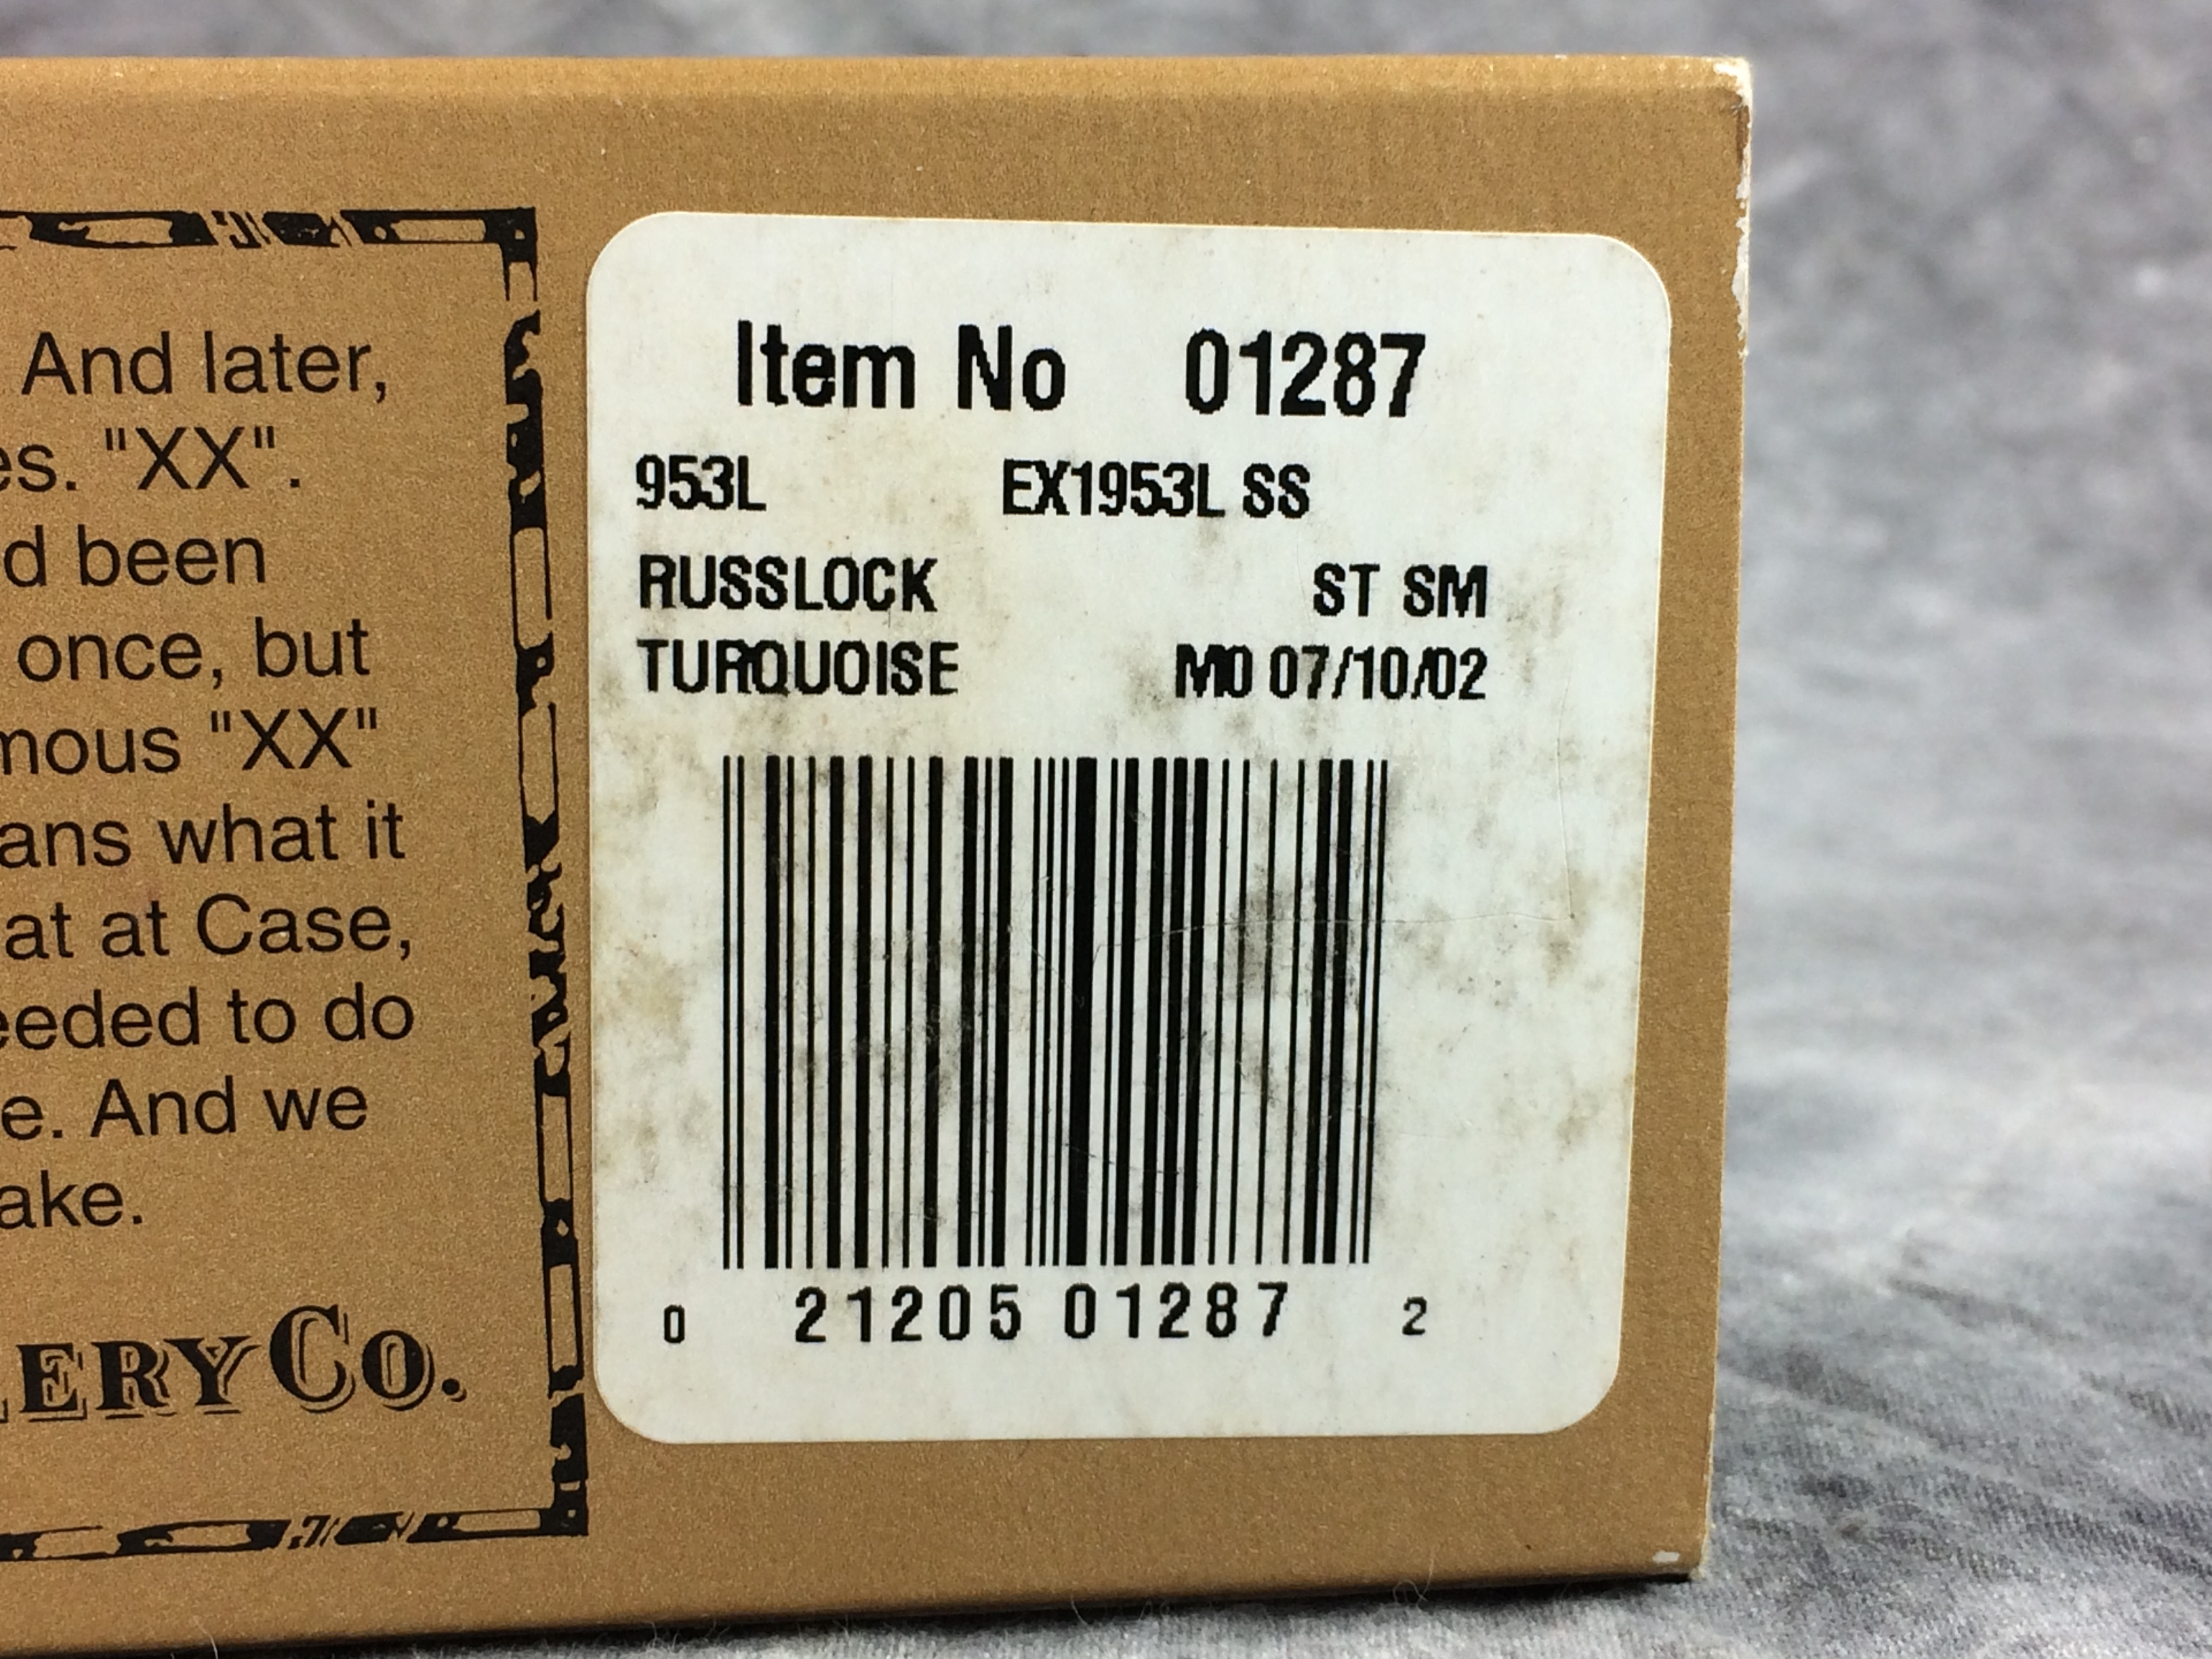 And later,
es. "XX".
d been
once, but
mous "XX"
ans what it
at at Case,
eeded to do
e. And we
ake.
ERY CO.
Item No 01287
953L EX1953L SS
RUSSLOCK ST SM
TURQUOISE MO 07/10/02
0 21205 01287 2